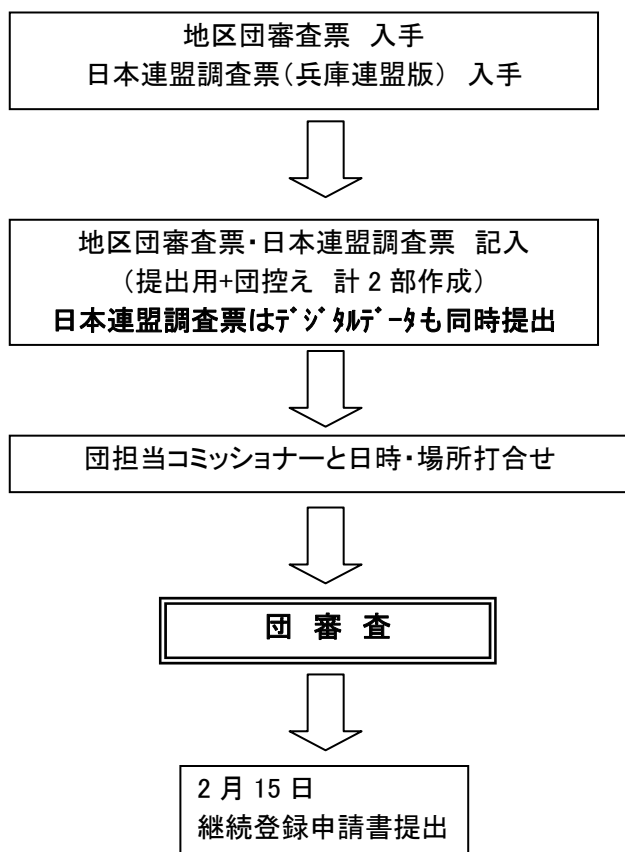 地区団審査票 入手
日本連盟調査票(兵庫連盟版) 入手
地区団審査票・日本連盟調査票 記入
(提出用+団控え 計2部作成)
日本連盟調査票はﾃﾞｼﾞﾀﾙﾃﾞｰﾀも同時提出
団担当コミッショナーと日時・場所打合せ
団 審 査
2月15日
継続登録申請書提出